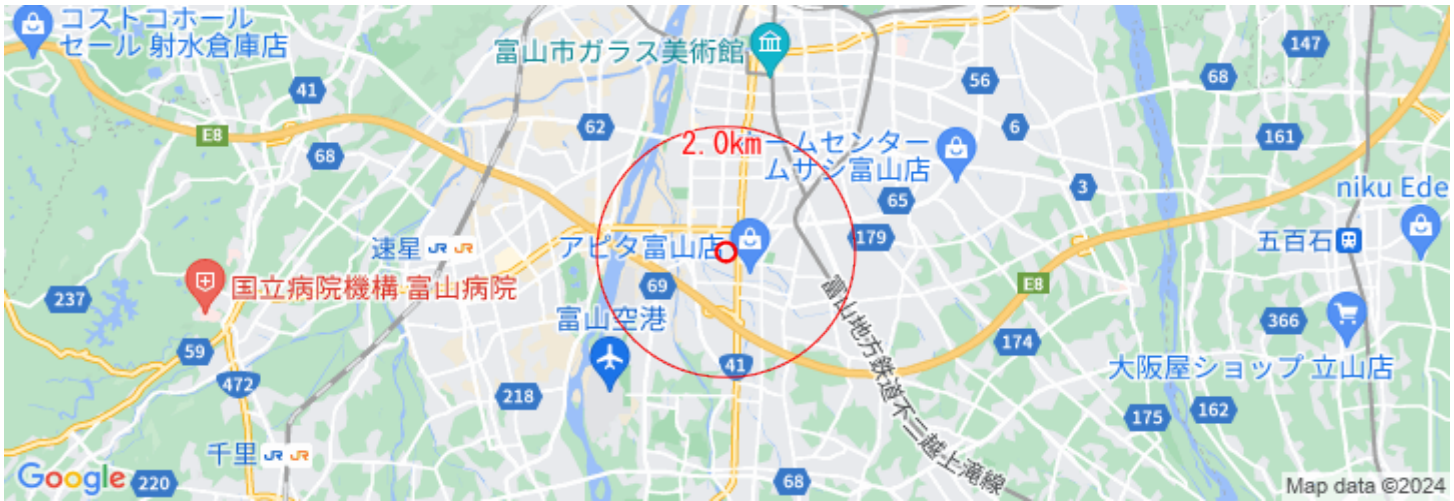 コストコホール
セール 射水倉庫店
富山市ガラス美術館
147
68
56
41
62
6
E8
161
68
2.0km
ームセンター
ムサシ富山店
3
niku Ede
65
速星 JR JR
アピタ富山店
179
五百石
国立病院機構 富山病院
237
69
E8
富山空港
366
59
174
41
大阪屋ショップ 立山店
472
218
富山地方鉄道不二越上滝線
175
162
千里 JR JR
Google
220
68
Map data ©2024